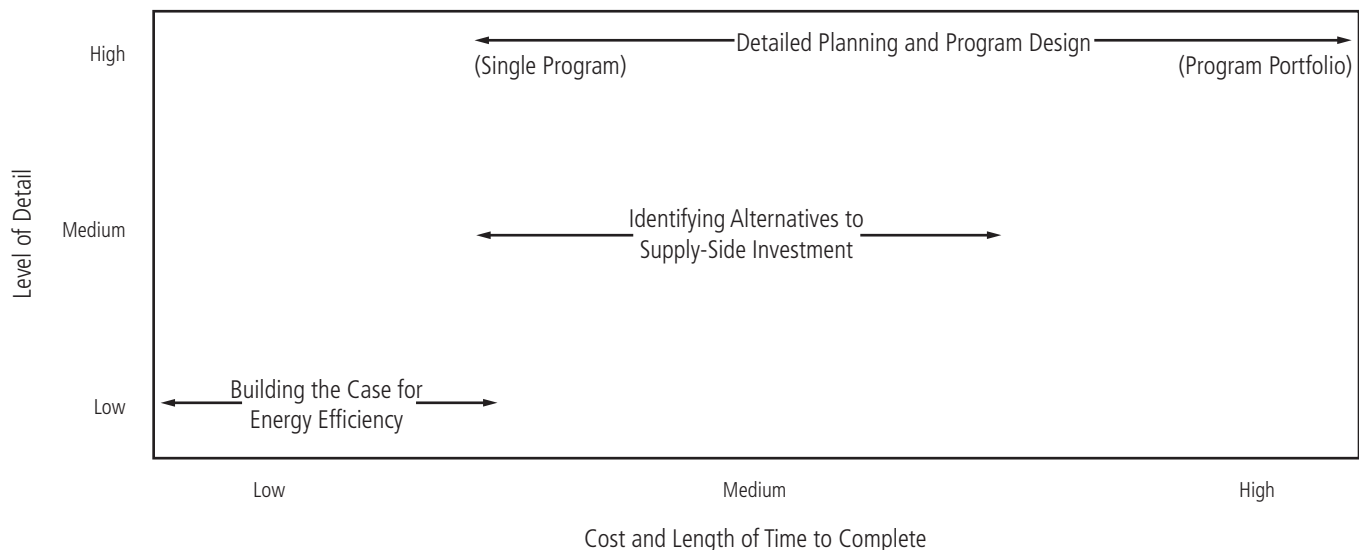 High
Detailed Planning and Program Design
(Single Program)
(Program Portfolio)
Level of Detail
Medium
Identifying Alternatives to
Supply-Side Investment
Low
Building the Case for
Energy Efficiency
Low
Medium
High
Cost and Length of Time to Complete